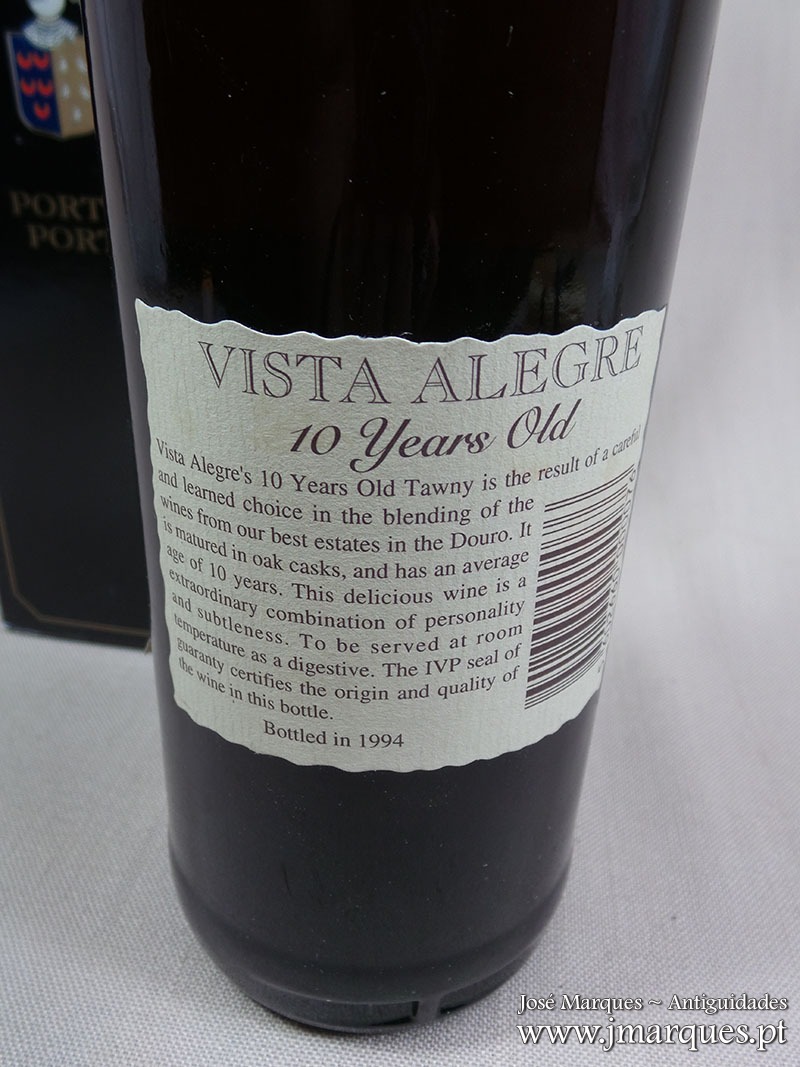 PORT
PORT
VISTA ALEGRE
10 Years Old
Vista Alegre's 10 Years Old Tawny is the result of a careful
and learned choice in the blending of the
wines from our best estates in the Douro. It
is matured in oak casks, and has an average
age of 10 years. This delicious wine is a
extraordinary combination of personality
and subtleness. To be served at room
temperature as a digestive. The IVP seal of
guaranty certifies the origin and quality of
the wine in this bottle.
Bottled in 1994
José Marques ~ Antiguidades
www.jmarques.pt